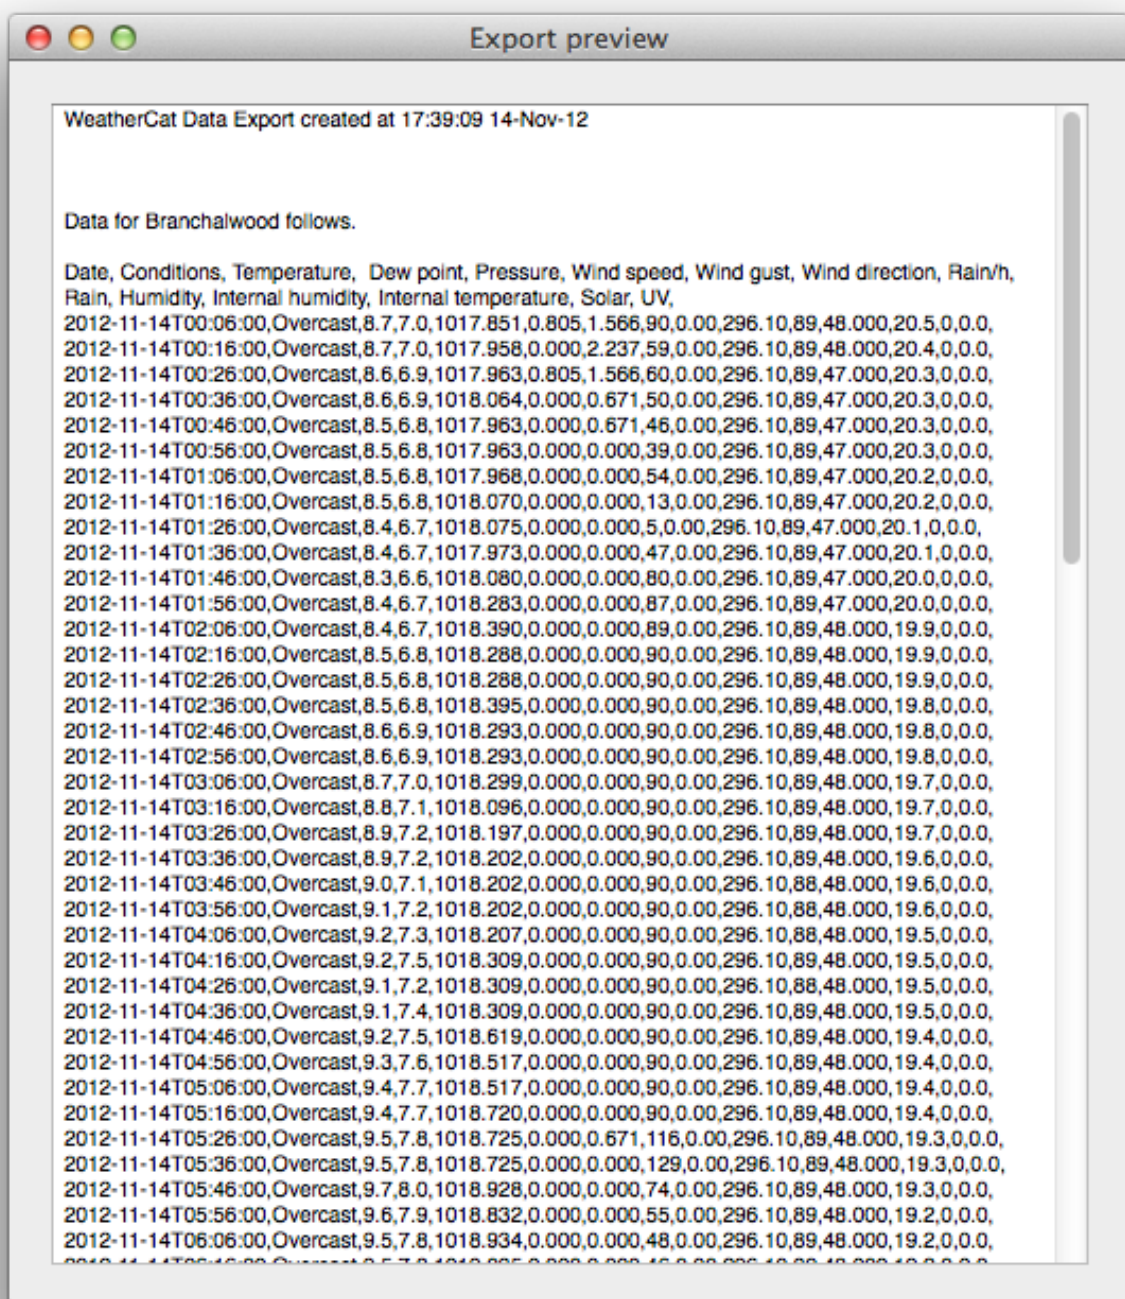 Export preview
WeatherCat Data Export created at 17:39:09 14-Nov-12
Data for Branchalwood follows.
Date, Conditions, Temperature,  Dew point, Pressure, Wind speed, Wind gust, Wind direction, Rain/h,
Rain, Humidity, Internal humidity, Internal temperature, Solar, UV,
2012-11-14T00:06:00,Overcast,8.7,7.0,1017.851,0.805,1.566,90,0.00,296.10,89,48.000,20.5,0,0.0,
2012-11-14T00:16:00,Overcast,8.7,7.0,1017.958,0.000,2.237,59,0.00,296.10,89,48.000,20.4,0,0.0,
2012-11-14T00:26:00,Overcast,8.6,6.9,1017.963,0.805,1.566,60,0.00,296.10,89,47.000,20.3,0,0.0,
2012-11-14T00:36:00,Overcast,8.6,6.9,1018.064,0.000,0.671,50,0.00,296.10,89,47.000,20.3,0,0.0,
2012-11-14T00:46:00,Overcast,8.5,6.8,1017.963,0.000,0.671,46,0.00,296.10,89,47.000,20.3,0,0.0,
2012-11-14T00:56:00,Overcast,8.5,6.8,1017.963,0.000,0.000,39,0.00,296.10,89,47.000,20.3,0,0.0,
2012-11-14T01:06:00,Overcast,8.5,6.8,1017.968,0.000,0.000,54,0.00,296.10,89,47.000,20.2,0,0.0,
2012-11-14T01:16:00,Overcast,8.5,6.8,1018.070,0.000,0.000,13,0.00,296.10,89,47.000,20.2,0,0.0,
2012-11-14T01:26:00,Overcast,8.4,6.7,1018.075,0.000,0.000,5,0.00,296.10,89,47.000,20.1,0,0.0,
2012-11-14T01:36:00,Overcast,8.4,6.7,1017.973,0.000,0.000,47,0.00,296.10,89,47.000,20.1,0,0.0,
2012-11-14T01:46:00,Overcast,8.3,6.6,1018.080,0.000,0.000,80,0.00,296.10,89,47.000,20.0,0,0.0,
2012-11-14T01:56:00,Overcast,8.4,6.7,1018.283,0.000,0.000,87,0.00,296.10,89,47.000,20.0,0,0.0,
2012-11-14T02:06:00,Overcast,8.4,6.7,1018.390,0.000,0.000,89,0.00,296.10,89,48.000,19.9,0,0.0,
2012-11-14T02:16:00,Overcast,8.5,6.8,1018.288,0.000,0.000,90,0.00,296.10,89,48.000,19.9,0,0.0,
2012-11-14T02:26:00,Overcast,8.5,6.8,1018.288,0.000,0.000,90,0.00,296.10,89,48.000,19.9,0,0.0,
2012-11-14T02:36:00,Overcast,8.5,6.8,1018.395,0.000,0.000,90,0.00,296.10,89,48.000,19.8,0,0.0,
2012-11-14T02:46:00,Overcast,8.6,6.9,1018.293,0.000,0.000,90,0.00,296.10,89,48.000,19.8,0,0.0,
2012-11-14T02:56:00,Overcast,8.6,6.9,1018.293,0.000,0.000,90,0.00,296.10,89,48.000,19.8,0,0.0,
2012-11-14T03:06:00,Overcast,8.7,7.0,1018.299,0.000,0.000,90,0.00,296.10,89,48.000,19.7,0,0.0,
2012-11-14T03:16:00,Overcast,8.8,7.1,1018.096,0.000,0.000,90,0.00,296.10,89,48.000,19.7,0,0.0,
2012-11-14T03:26:00,Overcast,8.9,7.2,1018.197,0.000,0.000,90,0.00,296.10,89,48.000,19.7,0,0.0,
2012-11-14T03:36:00,Overcast,8.9,7.2,1018.202,0.000,0.000,90,0.00,296.10,89,48.000,19.6,0,0.0,
2012-11-14T03:46:00,Overcast,9.0,7.1,1018.202,0.000,0.000,90,0.00,296.10,88,48.000,19.6,0,0.0,
2012-11-14T03:56:00,Overcast,9.1,7.2,1018.202,0.000,0.000,90,0.00,296.10,88,48.000,19.6,0,0.0,
2012-11-14T04:06:00,Overcast,9.2,7.3,1018.207,0.000,0.000,90,0.00,296.10,88,48.000,19.5,0,0.0,
2012-11-14T04:16:00,Overcast,9.2,7.5,1018.309,0.000,0.000,90,0.00,296.10,89,48.000,19.5,0,0.0,
2012-11-14T04:26:00,Overcast,9.1,7.2,1018.309,0.000,0.000,90,0.00,296.10,88,48.000,19.5,0,0.0,
2012-11-14T04:36:00,Overcast,9.1,7.4,1018.309,0.000,0.000,90,0.00,296.10,89,48.000,19.5,0,0.0,
2012-11-14T04:46:00,Overcast,9.2,7.5,1018.619,0.000,0.000,90,0.00,296.10,89,48.000,19.4,0,0.0,
2012-11-14T04:56:00,Overcast,9.3,7.6,1018.517,0.000,0.000,90,0.00,296.10,89,48.000,19.4,0,0.0,
2012-11-14T05:06:00,Overcast,9.4,7.7,1018.517,0.000,0.000,90,0.00,296.10,89,48.000,19.4,0,0.0,
2012-11-14T05:16:00,Overcast,9.4,7.7,1018.720,0.000,0.000,90,0.00,296.10,89,48.000,19.4,0,0.0,
2012-11-14T05:26:00,Overcast,9.5,7.8,1018.725,0.000,0.671,116,0.00,296.10,89,48.000,19.3,0,0.0,
2012-11-14T05:36:00,Overcast,9.5,7.8,1018.725,0.000,0.000,129,0.00,296.10,89,48.000,19.3,0,0.0,
2012-11-14T05:46:00,Overcast,9.7,8.0,1018.928,0.000,0.000,74,0.00,296.10,89,48.000,19.3,0,0.0,
2012-11-14T05:56:00,Overcast,9.6,7.9,1018.832,0.000,0.000,55,0.00,296.10,89,48.000,19.2,0,0.0,
2012-11-14T06:06:00,Overcast,9.5,7.8,1018.934,0.000,0.000,48,0.00,296.10,89,48.000,19.2,0,0.0,